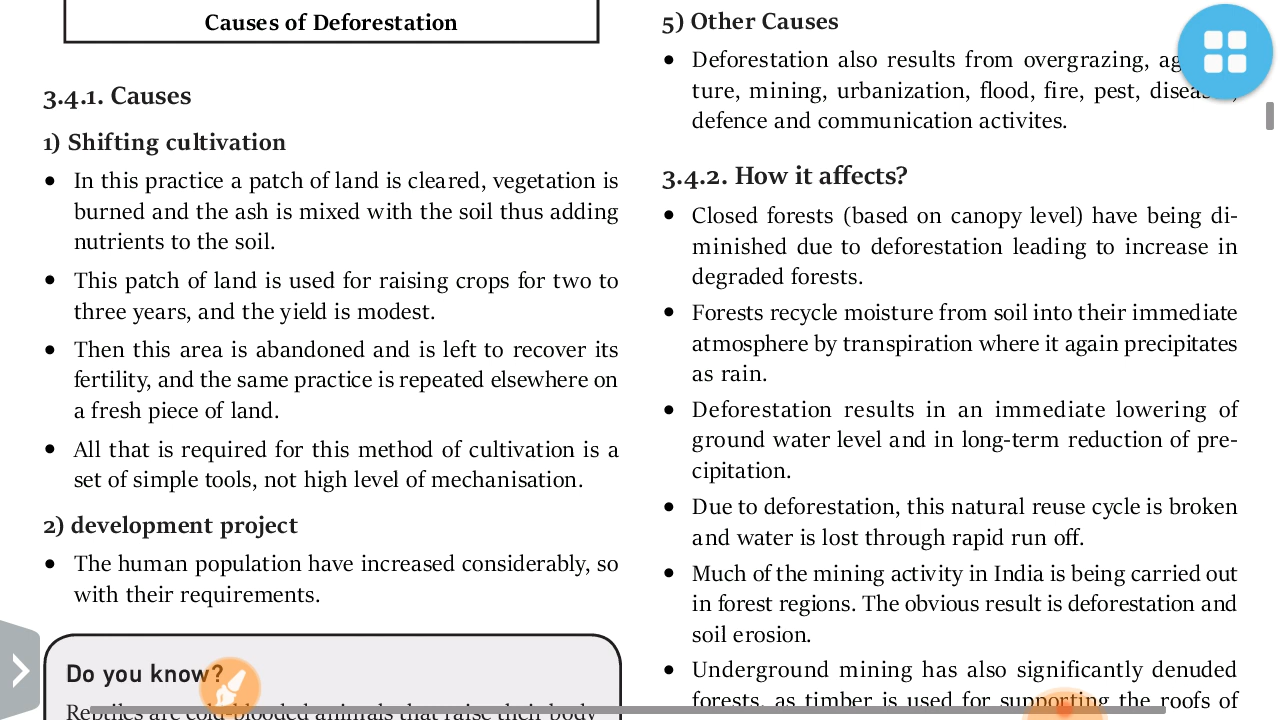 Causes of Deforestation
3.4.1. Causes
1) Shifting cultivation
• In this practice a patch of land is cleared, vegetation is
burned and the ash is mixed with the soil thus adding
nutrients to the soil.
• This patch of land is used for raising crops for two to
three years, and the yield is modest.
• Then this area is abandoned and is left to recover its
fertility, and the same practice is repeated elsewhere on
a fresh piece of land.
• All that is required for this method of cultivation is a
set of simple tools, not high level of mechanisation.
2) development project
• The human population have increased considerably, so
with their requirements.
Do you know?
Reptiles are cold-blooded animals that raise their body
5) Other Causes
• Deforestation also results from overgrazing,
ture, mining, urbanization, flood, fire, pest,
defence and communication activites.
3.4.2. How it affects?
• Closed forests (based on canopy level) have being di-
minished due to deforestation leading to increase in
degraded forests.
• Forests recycle moisture from soil into their immediate
atmosphere by transpiration where it again precipitates
as rain.
• Deforestation results in an immediate lowering of
ground water level and in long-term reduction of pre-
cipitation.
• Due to deforestation, this natural reuse cycle is broken
and water is lost through rapid run off.
• Much of the mining activity in India is being carried out
in forest regions. The obvious result is deforestation and
soil erosion.
• Underground mining has also significantly denuded
forests, as timber is used for supporting the roofs of